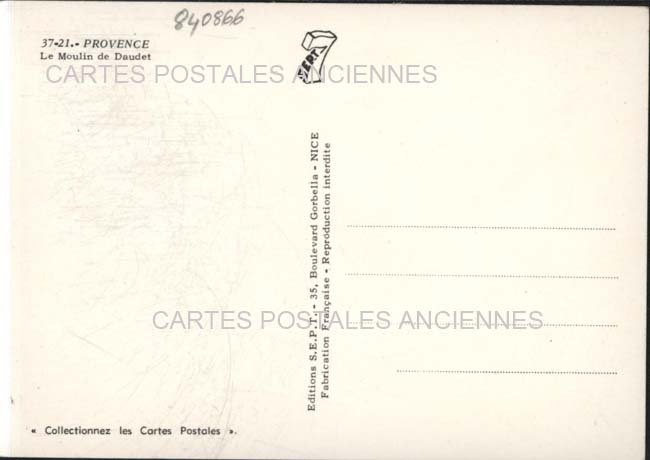 840866
37-21.- PROVENCE
Le Moulin de Daudet
CARTES POSTALES ANCIENNES
SEPT.
7
Editions S.E.P.T. - 35, Boulevard Gorbella - NICE
Fabrication Française - Reproduction interdite
CARTES POSTALES ANCIENNES
« Collectionnez les Cartes Postales ».